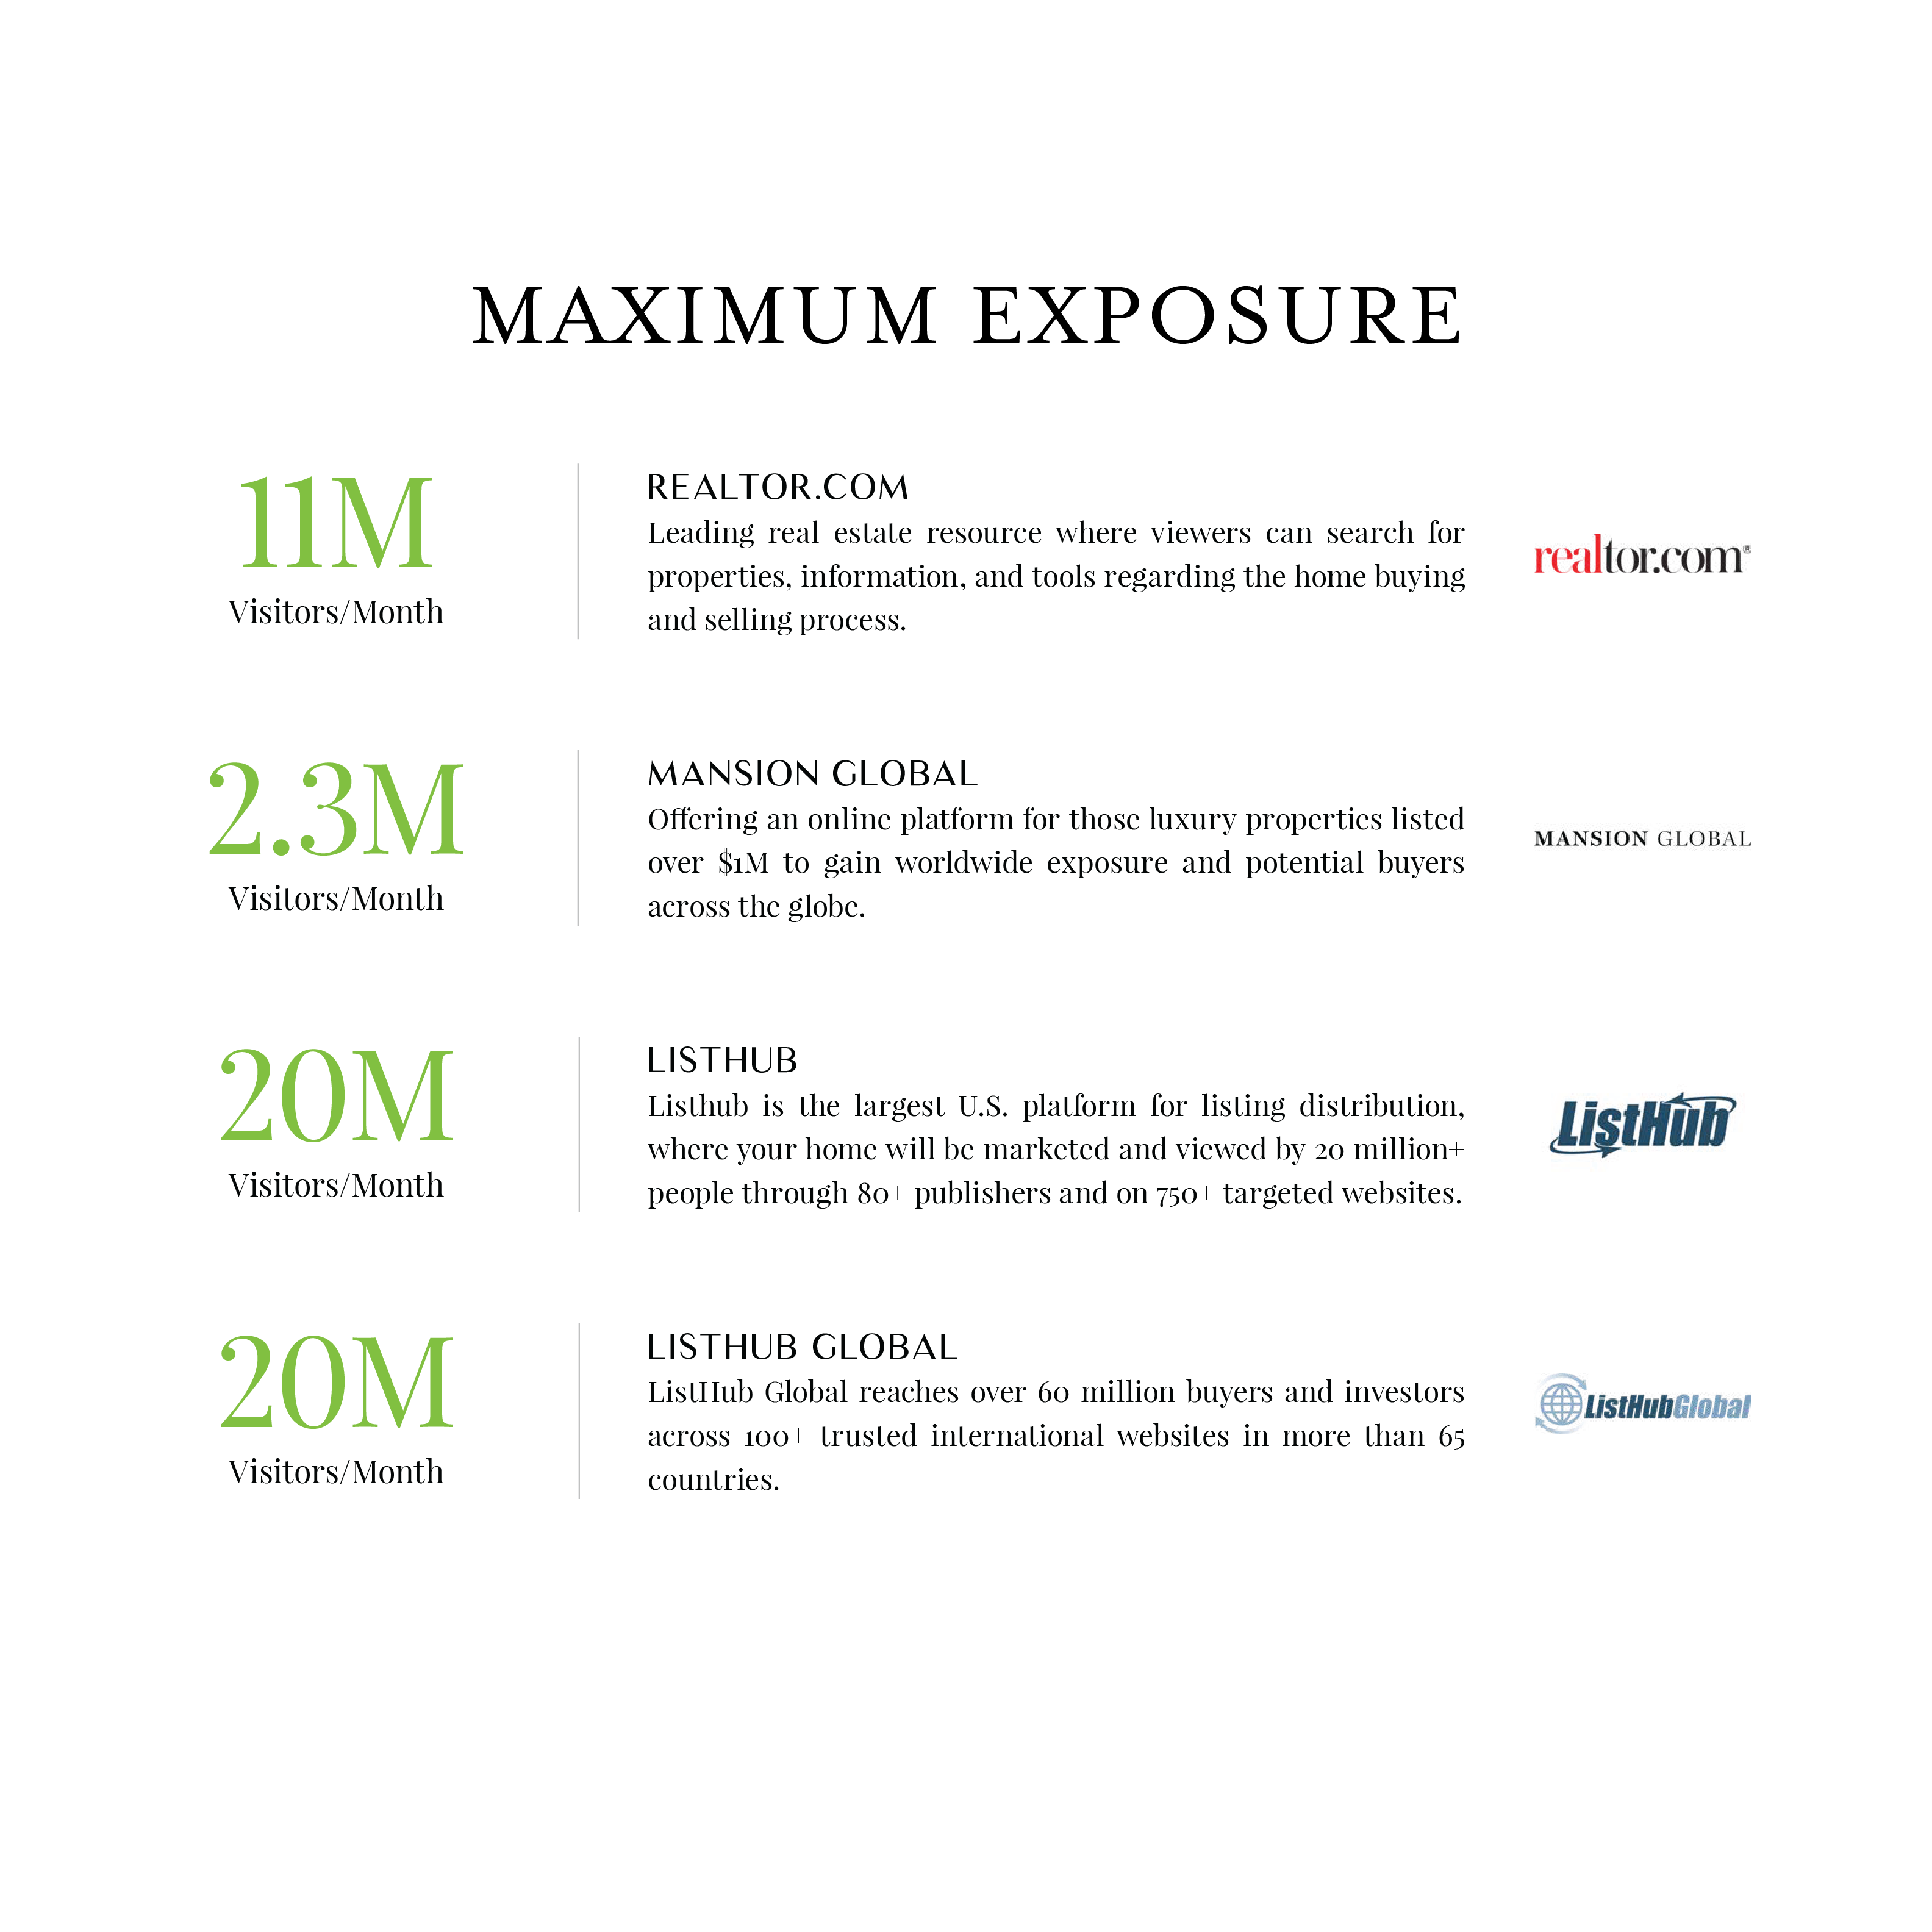 MAXIMUM EXPOSURE
11M
Visitors/Month
REALTOR.COM
Leading real estate resource where viewers can search for
properties, information, and tools regarding the home buying
and selling process.
realtor.com®
2.3M
Visitors/Month
MANSION GLOBAL
Offering an online platform for those luxury properties listed
over $1M to gain worldwide exposure and potential buyers
across the globe.
MANSION GLOBAL
20M
Visitors/Month
LISTHUB
Listhub is the largest U.S. platform for listing distribution,
where your home will be marketed and viewed by 20 million+
people through 80+ publishers and on 750+ targeted websites.
ListHub
20M
Visitors/Month
LISTHUB GLOBAL
ListHub Global reaches over 60 million buyers and investors
across 100+ trusted international websites in more than 65
countries.
ListHubGlobal